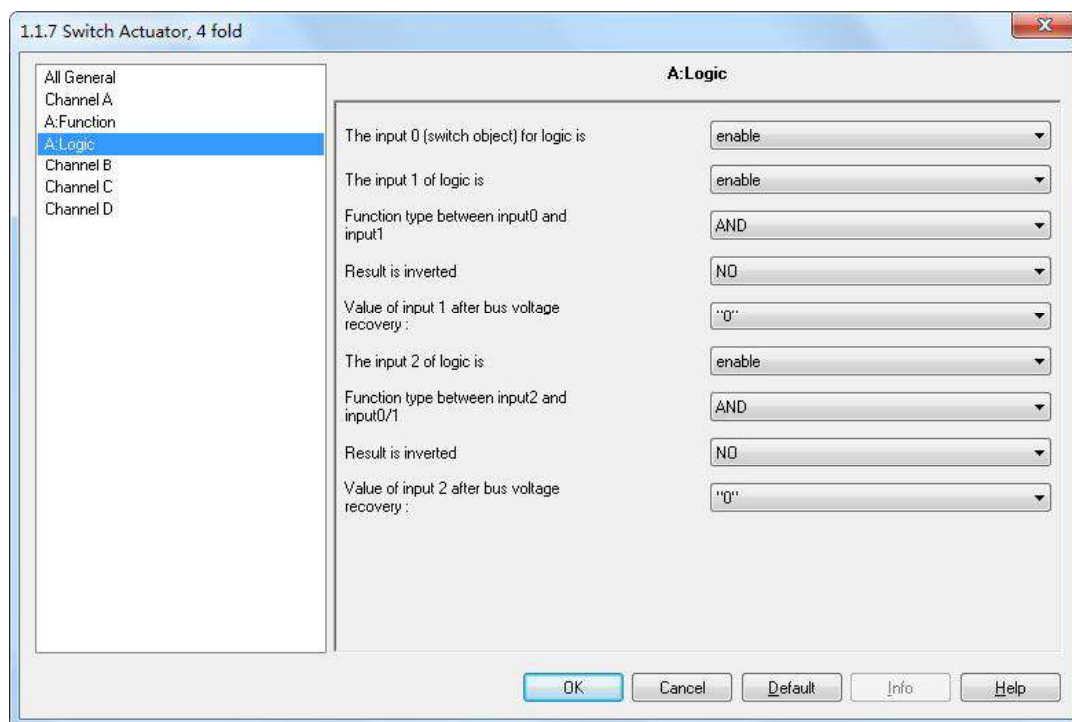 1.1.7 Switch Actuator, 4 fold
All General
Channel A
A:Function
A:Logic
Channel B
Channel C
Channel D
A:Logic
The input 0 (switch object) for logic is
enable
The input 1 of logic is
enable
Function type between input0 and
input1
AND
Result is inverted
NO
Value of input 1 after bus voltage
recovery :
"0"
The input 2 of logic is
enable
Function type between input2 and
input0/1
AND
Result is inverted
NO
Value of input 2 after bus voltage
recovery :
"0"
OK
Cancel
Default
Info
Help